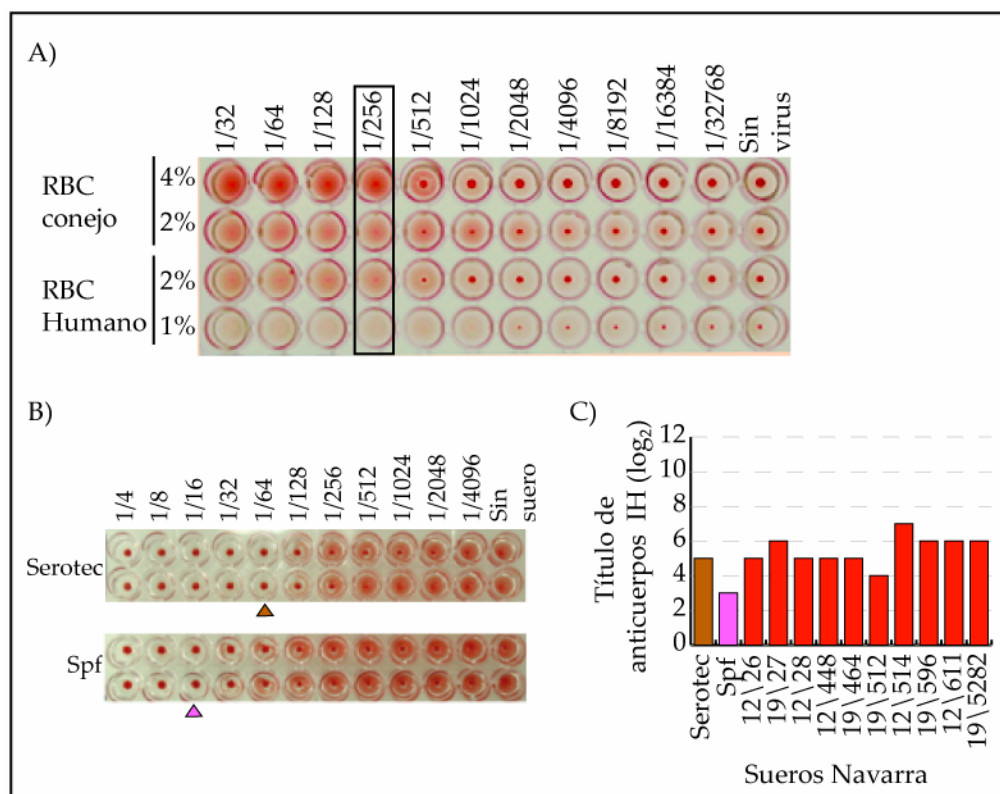 A)
1/32 1/64 1/128 1/256 1/512 1/1024 1/2048 1/4096 1/8192 1/16384 1/32768 Sin virus
RBC conejo
4%
2%
RBC Humano
2%
1%
B)
1/4 1/8 1/16 1/32 1/64 1/128 1/256 1/512 1/1024 1/2048 1/4096 Sin suero
Serotec
Spf
C)
Título de
anticuerpos IH (log₂)
12
10
8
6
4
2
0
Serotec Spf 12\26 19\27 12\28 12\448 19\464 19\512 12\514 19\596 12\611 19\5282
Sueros Navarra